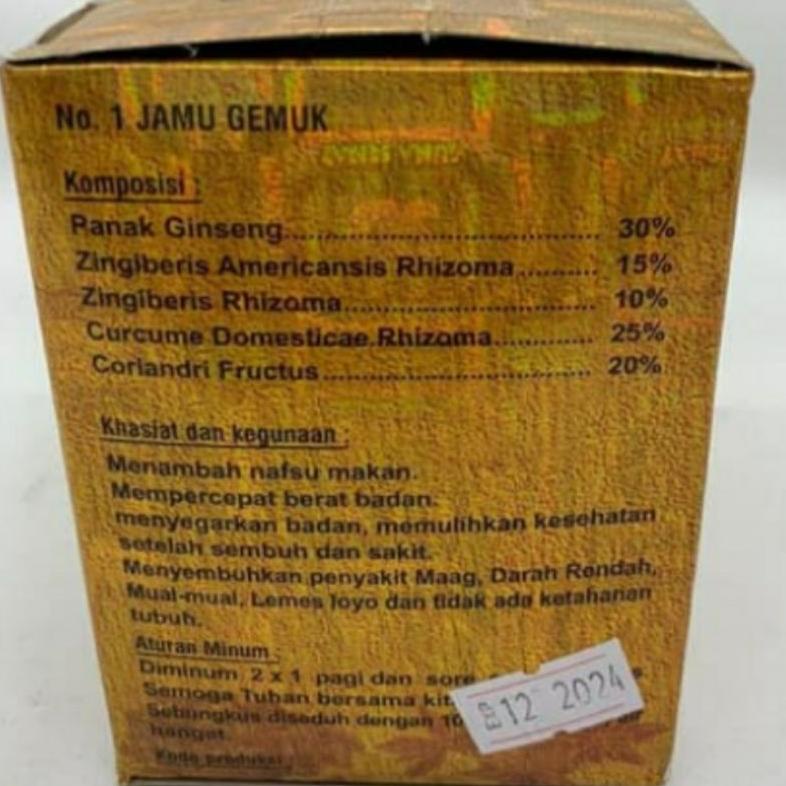 No. 1 JAMU GEMUK
Komposisi :
Panak Ginseng.................................... 30%
Zingiberis Americansis Rhizoma......... 15%
Zingiberis Rhizoma............................ 10%
Curcume Domesticae Rhizoma........... 25%
Coriandri Fructus............................... 20%
Khasiat dan kegunaan :
Menambah nafsu makan.
Mempercepat berat badan.
menyegarkan badan, memulihkan kesehatan
setelah sembuh dan sakit.
Menyembuhkan penyakit Maag, Darah Rendah,
Mual-mual, Lemes loyo dan tidak ada ketahanan
tubuh.
Aturan Minum :
Diminum 2 x 1 pagi dan sore
Semoga Tuhan bersama
Sebungkus diseduh dengan
hangat.
Kode produksi :
EXP 12 2024